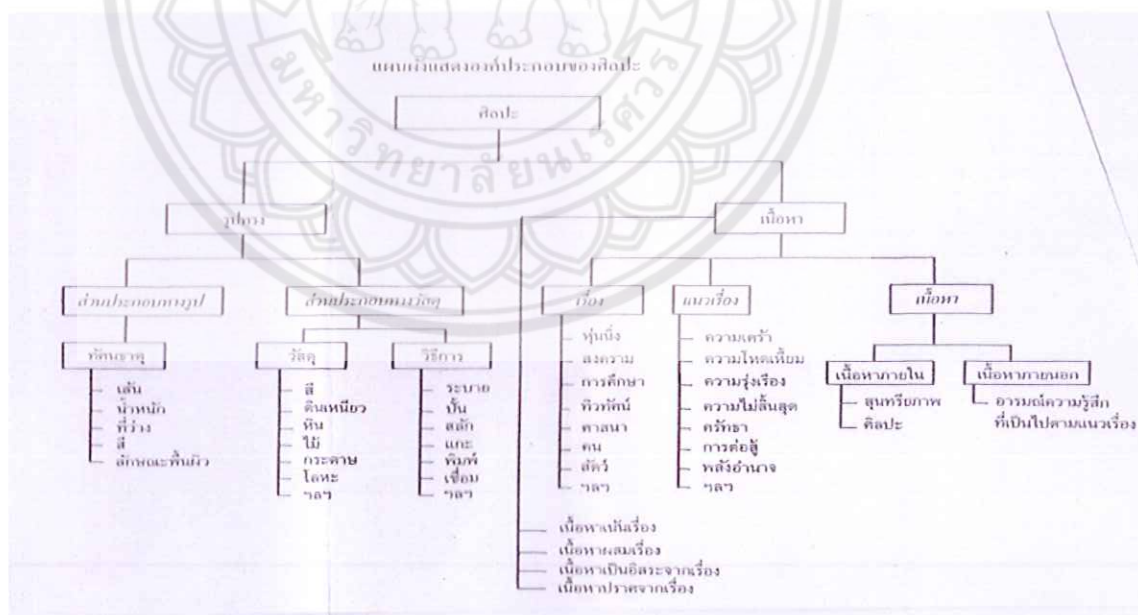 แผนผังแสดงองค์ประกอบของศิลปะ
มหาวิทยาลัยนเรศวร
ศิลปะ
รูปทรง
เนื้อหา
ส่วนประกอบทางรูป
ส่วนประกอบทางวัตถุ
เรื่อง
แนวเรื่อง
เนื้อหา
ทัศนธาตุ
เส้น
น้ำหนัก
ที่ว่าง
สี
ลักษณะพื้นผิว
วัสดุ
สี
ดินเหนียว
หิน
ไม้
กระดาษ
โลหะ
ฯลฯ
วิธีการ
ระบาย
ปั้น
สลัก
แกะ
พิมพ์
เชื่อม
ฯลฯ
หุ่นนิ่ง
สงคราม
การศึกษา
ทิวทัศน์
ศาสนา
คน
สัตว์
ฯลฯ
ความเศร้า
ความโหดเหี้ยม
ความรุ่งเรือง
ความไม่สิ้นสุด
ศรัทธา
การต่อสู้
พลังอำนาจ
ฯลฯ
เนื้อหาภายใน
สุนทรียภาพ
ศิลปะ
เนื้อหาภายนอก
อารมณ์ความรู้สึก
ที่เป็นไปตามแนวเรื่อง
เนื้อหาเน้นเรื่อง
เนื้อหาผสมเรื่อง
เนื้อหาเป็นอิสระจากเรื่อง
เนื้อหาปราศจากเรื่อง